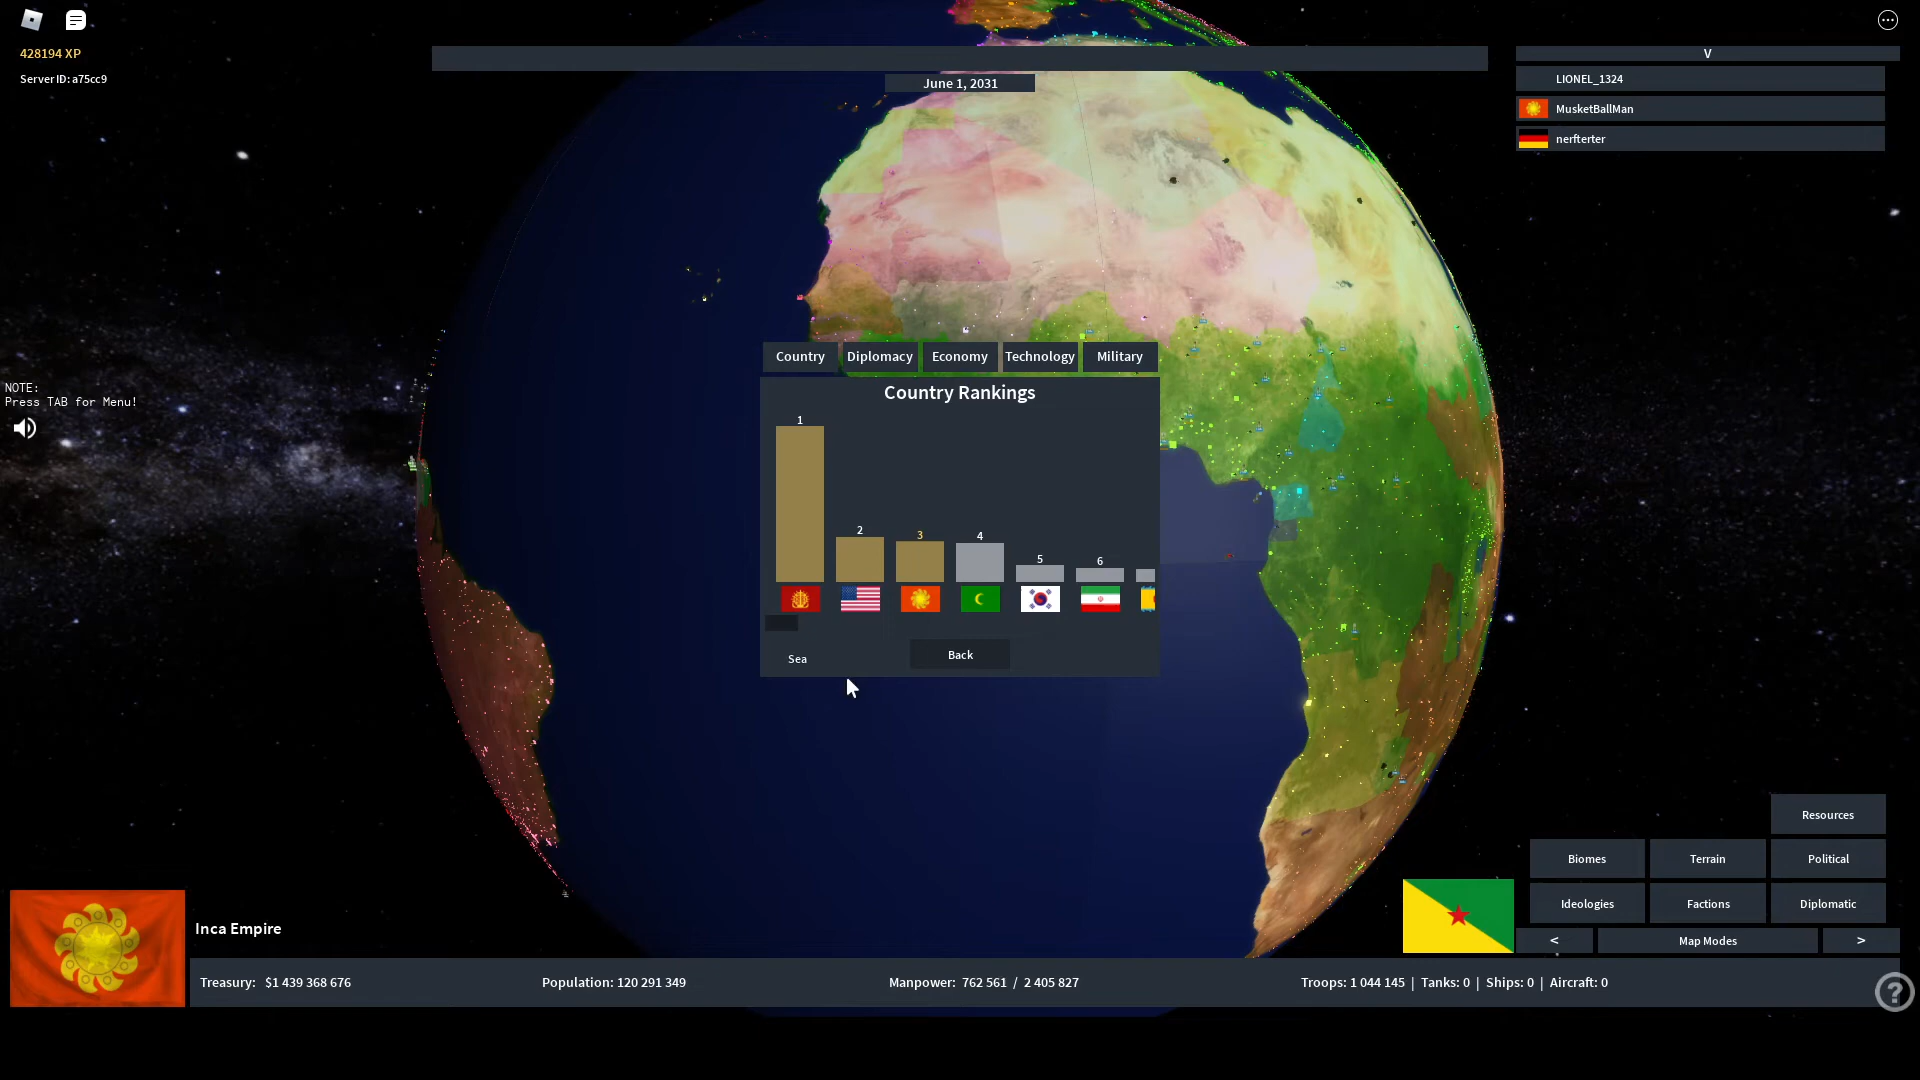 428194 XP
Server ID: a75cc9
V
LIONEL_1324
MusketBallMan
nerfterter
June 1, 2031
NOTE:
Press TAB for Menu!
Country
Diplomacy
Economy
Technology
Military
Country Rankings
1
2
3
4
5
6
Sea
Back
Resources
Biomes
Terrain
Political
Ideologies
Factions
Diplomatic
<
Map Modes
>
Inca Empire
Treasury: $1 439 368 676
Population: 120 291 349
Manpower: 762 561 / 2 405 827
Troops: 1 044 145 | Tanks: 0 | Ships: 0 | Aircraft: 0
?